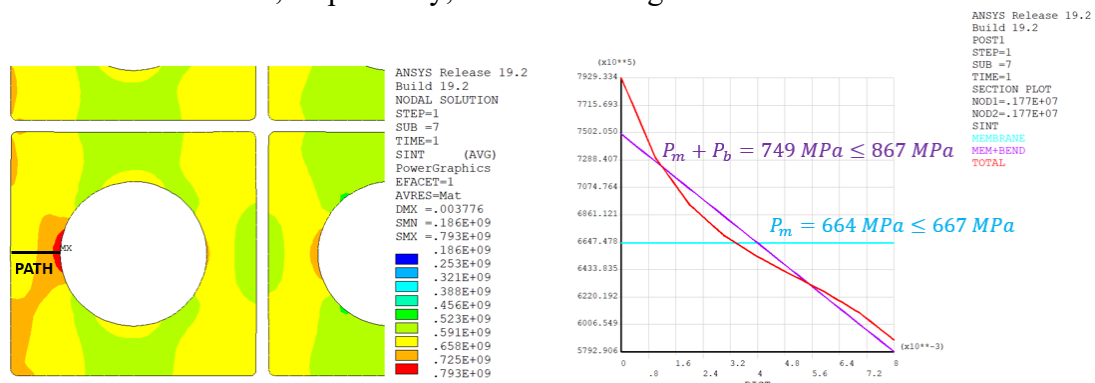 ANSYS Release 19.2
Build 19.2
NODAL SOLUTION
STEP=1
SUB =7
TIME=1
SINT (AVG)
PowerGraphics
EFACET=1
AVRES=Mat
DMX =.003776
SMN =.186E+09
SMX =.793E+09
.186E+09
.253E+09
.321E+09
.388E+09
.456E+09
.523E+09
.591E+09
.658E+09
.725E+09
.793E+09
MX
PATH
(x10**5)
7929.334
7715.693
7502.050
7288.407
7074.764
6861.121
6647.478
6433.835
6220.192
6006.549
5792.906
P_m + P_b = 749 MPa ≤ 867 MPa
P_m = 664 MPa ≤ 667 MPa
0 1.6 3.2 4.8 6.4 8
.8 2.4 4 5.6 7.2
(x10**-3)
ANSYS Release 19.2
Build 19.2
POST1
STEP=1
SUB =7
TIME=1
SECTION PLOT
NOD1=.177E+07
NOD2=.177E+07
SINT
MEMBRANE
MEM+BEND
TOTAL